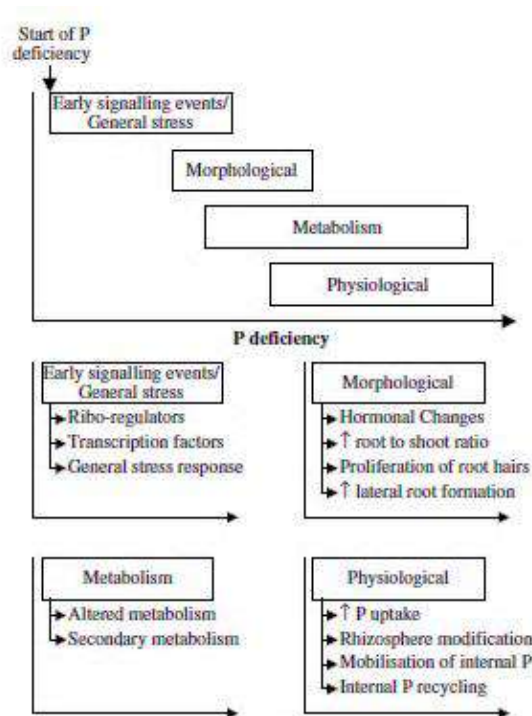 Start of P
deficiency
Early signalling events/
General stress
Morphological
Metabolism
Physiological
P deficiency
Early signalling events/
General stress
Ribo-regulators
Transcription factors
General stress response
Morphological
Hormonal Changes
↑ root to shoot ratio
Proliferation of root hairs
↑ lateral root formation
Metabolism
Altered metabolism
Secondary metabolism
Physiological
↑ P uptake
Rhizosphere modification
Mobilisation of internal P
Internal P recycling